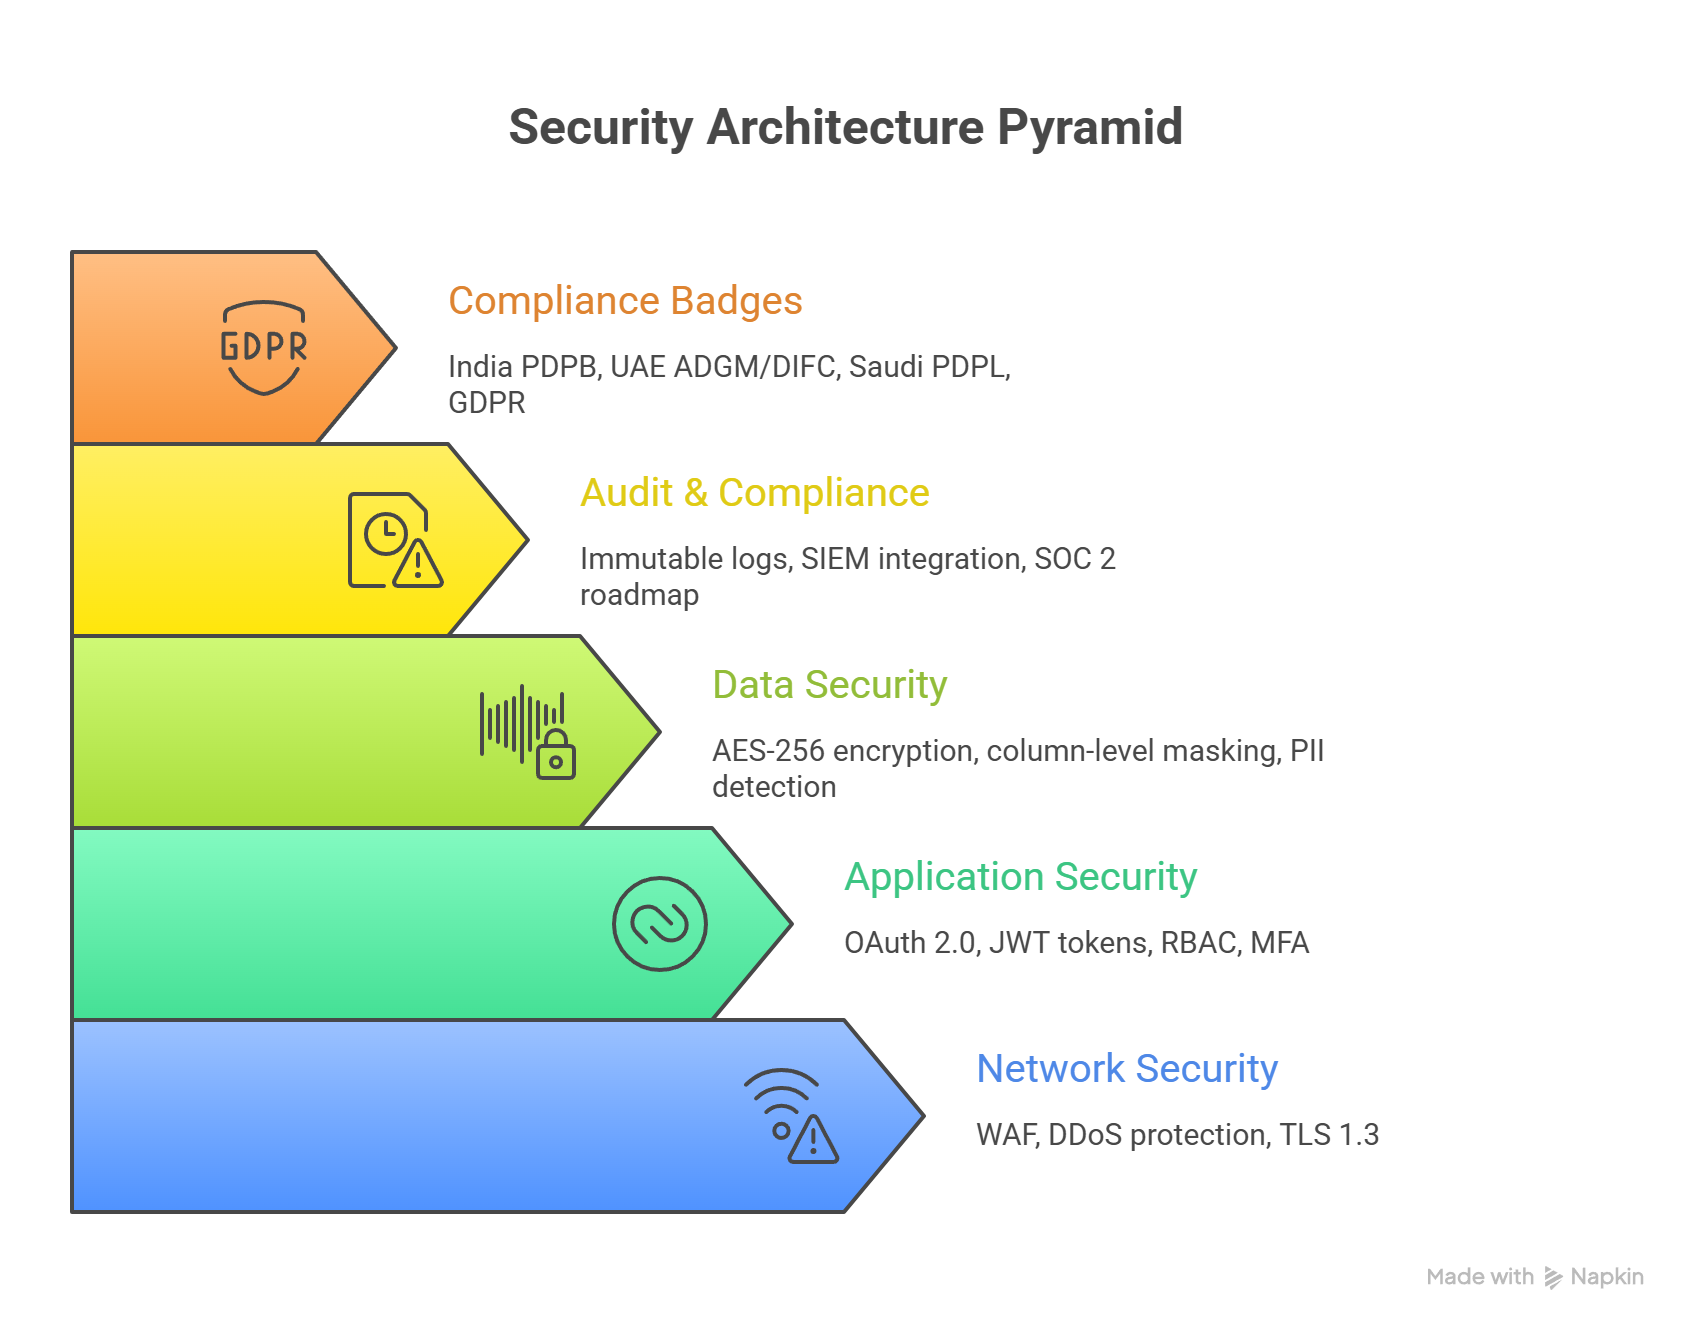 Security Architecture Pyramid
GDPR
Compliance Badges
India PDPB, UAE ADGM/DIFC, Saudi PDPL,
GDPR
Audit & Compliance
Immutable logs, SIEM integration, SOC 2
roadmap
Data Security
AES-256 encryption, column-level masking, PII
detection
Application Security
OAuth 2.0, JWT tokens, RBAC, MFA
Network Security
WAF, DDoS protection, TLS 1.3
Made with Napkin